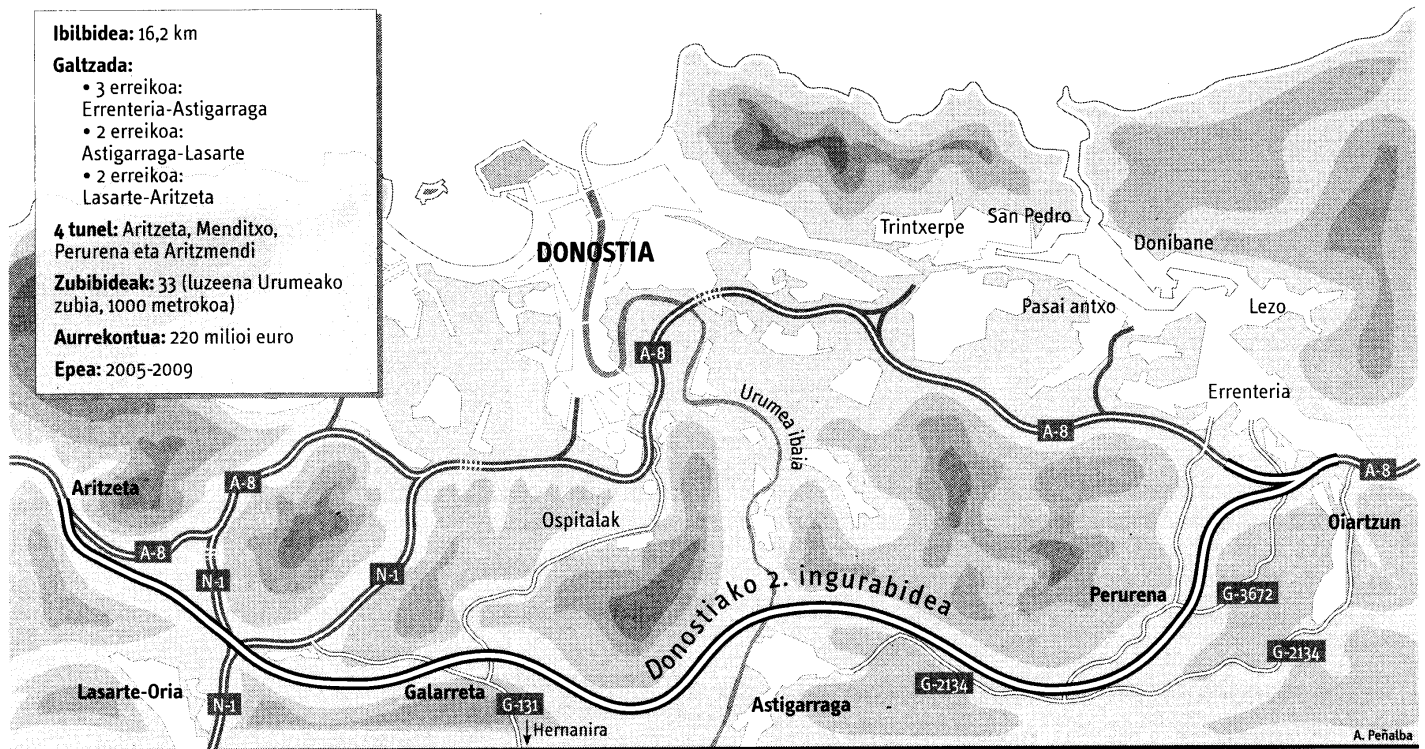 Ibilbidea: 16,2 km
Galtzada:
• 3 erreikoa:
Errenteria-Astigarraga
• 2 erreikoa:
Astigarraga-Lasarte
• 2 erreikoa:
Lasarte-Aritzeta
4 tunel: Aritzeta, Menditxo,
Perurena eta Aritzmendi
Zubibideak: 33 (luzeena Urumeako
zubia, 1000 metrokoa)
Aurrekontua: 220 milioi euro
Epea: 2005-2009
DONOSTIA
Trintxerpe
San Pedro
Donibane
Pasai antxo
Lezo
A-8
Urumea ibaia
Errenteria
A-8
A-8
Aritzeta
A-8
Ospitalak
Oiartzun
A-8
N-1
N-1
Donostiako 2. ingurabidea
Perurena
G-3672
G-2134
Lasarte-Oria
N-1
Galarreta
G-131
Hernanira
Astigarraga
G-2134
A. Peñalba